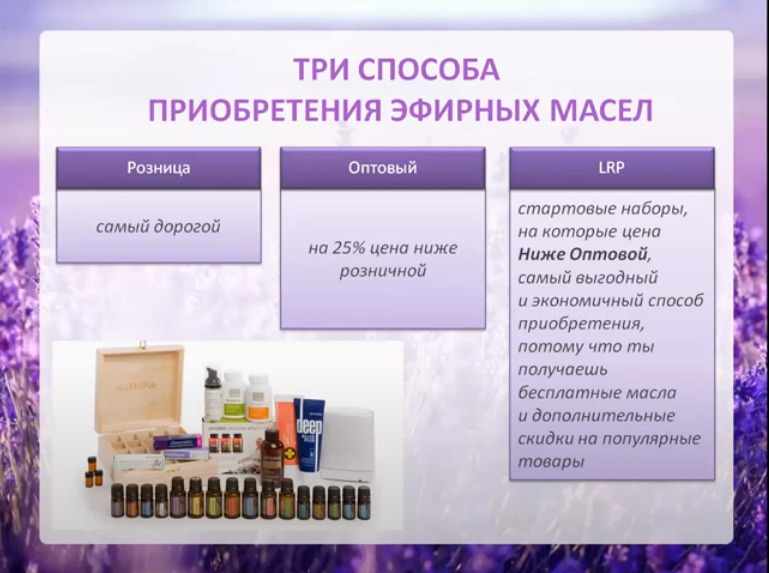 ТРИ СПОСОБА
ПРИОБРЕТЕНИЯ ЭФИРНЫХ МАСЕЛ
Розница
самый дорогой
Оптовый
на 25% цена ниже
розничной
LRP
стартовые наборы,
на которые цена
Ниже Оптовой,
самый выгодный
и экономичный способ
приобретения,
потому что ты
получаешь
бесплатные масла
и дополнительные
скидки на популярные
товары
deep